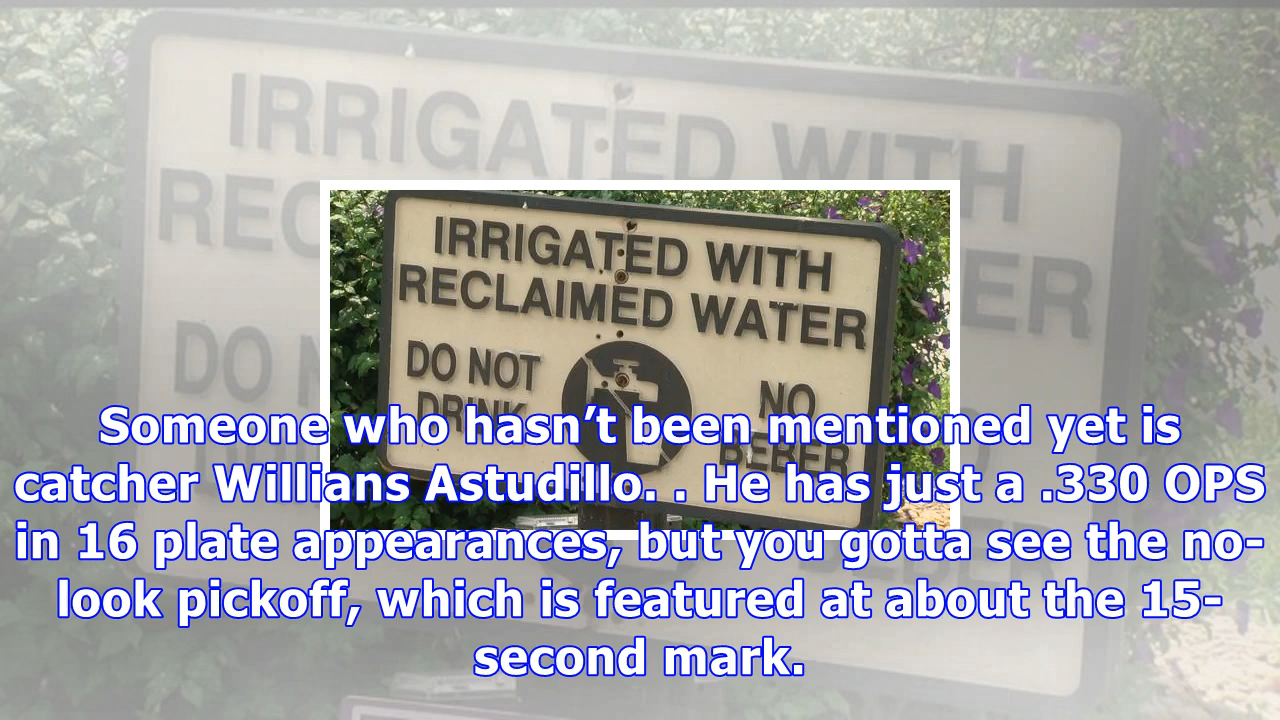 IRRIGATED WITH
RECLAIMED WATER
DO NOT
DRINK
NO
BEBER
Someone who hasn’t been mentioned yet is
catcher Willians Astudillo. . He has just a .330 OPS
in 16 plate appearances, but you gotta see the no-
look pickoff, which is featured at about the 15-
second mark.